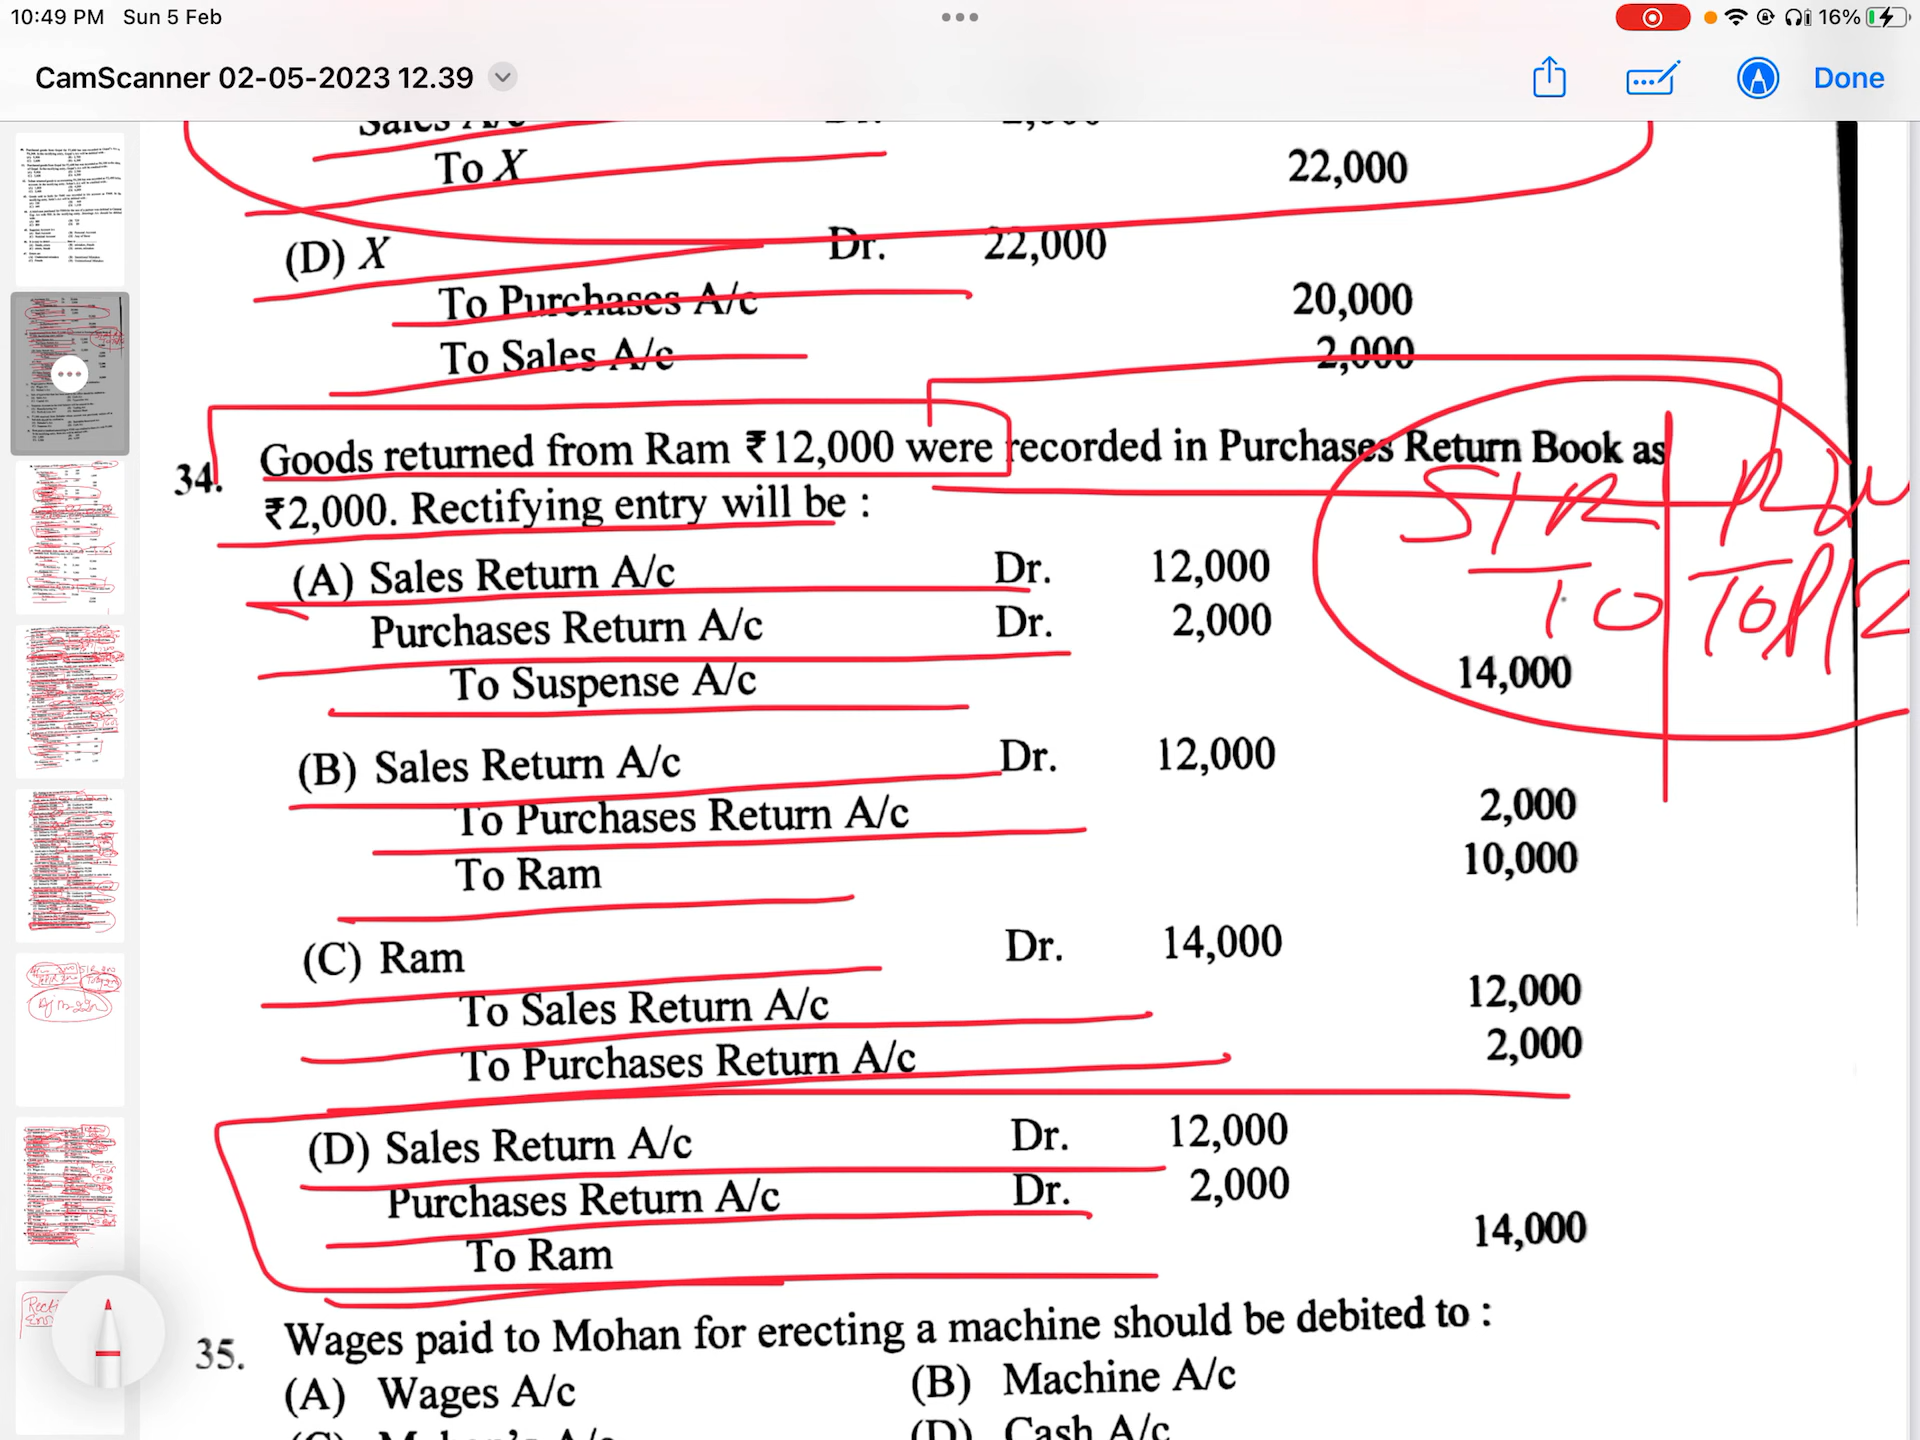 10:49 PM Sun 5 Feb
16%
CamScanner 02-05-2023 12.39
Done
Sales A/c
To X 22,000
(D) X Dr. 22,000
To Purchases A/c 20,000
To Sales A/c 2,000
34. Goods returned from Ram ₹12,000 were recorded in Purchases Return Book as
₹2,000. Rectifying entry will be :
S/R
To
(A) Sales Return A/c Dr. 12,000
Purchases Return A/c Dr. 2,000
To Suspense A/c 14,000
(B) Sales Return A/c Dr. 12,000
To Purchases Return A/c 2,000
To Ram 10,000
(C) Ram Dr. 14,000
To Sales Return A/c 12,000
To Purchases Return A/c 2,000
(D) Sales Return A/c Dr. 12,000
Purchases Return A/c Dr. 2,000
To Ram 14,000
35. Wages paid to Mohan for erecting a machine should be debited to :
(A) Wages A/c (B) Machine A/c
(D) Cash A/c